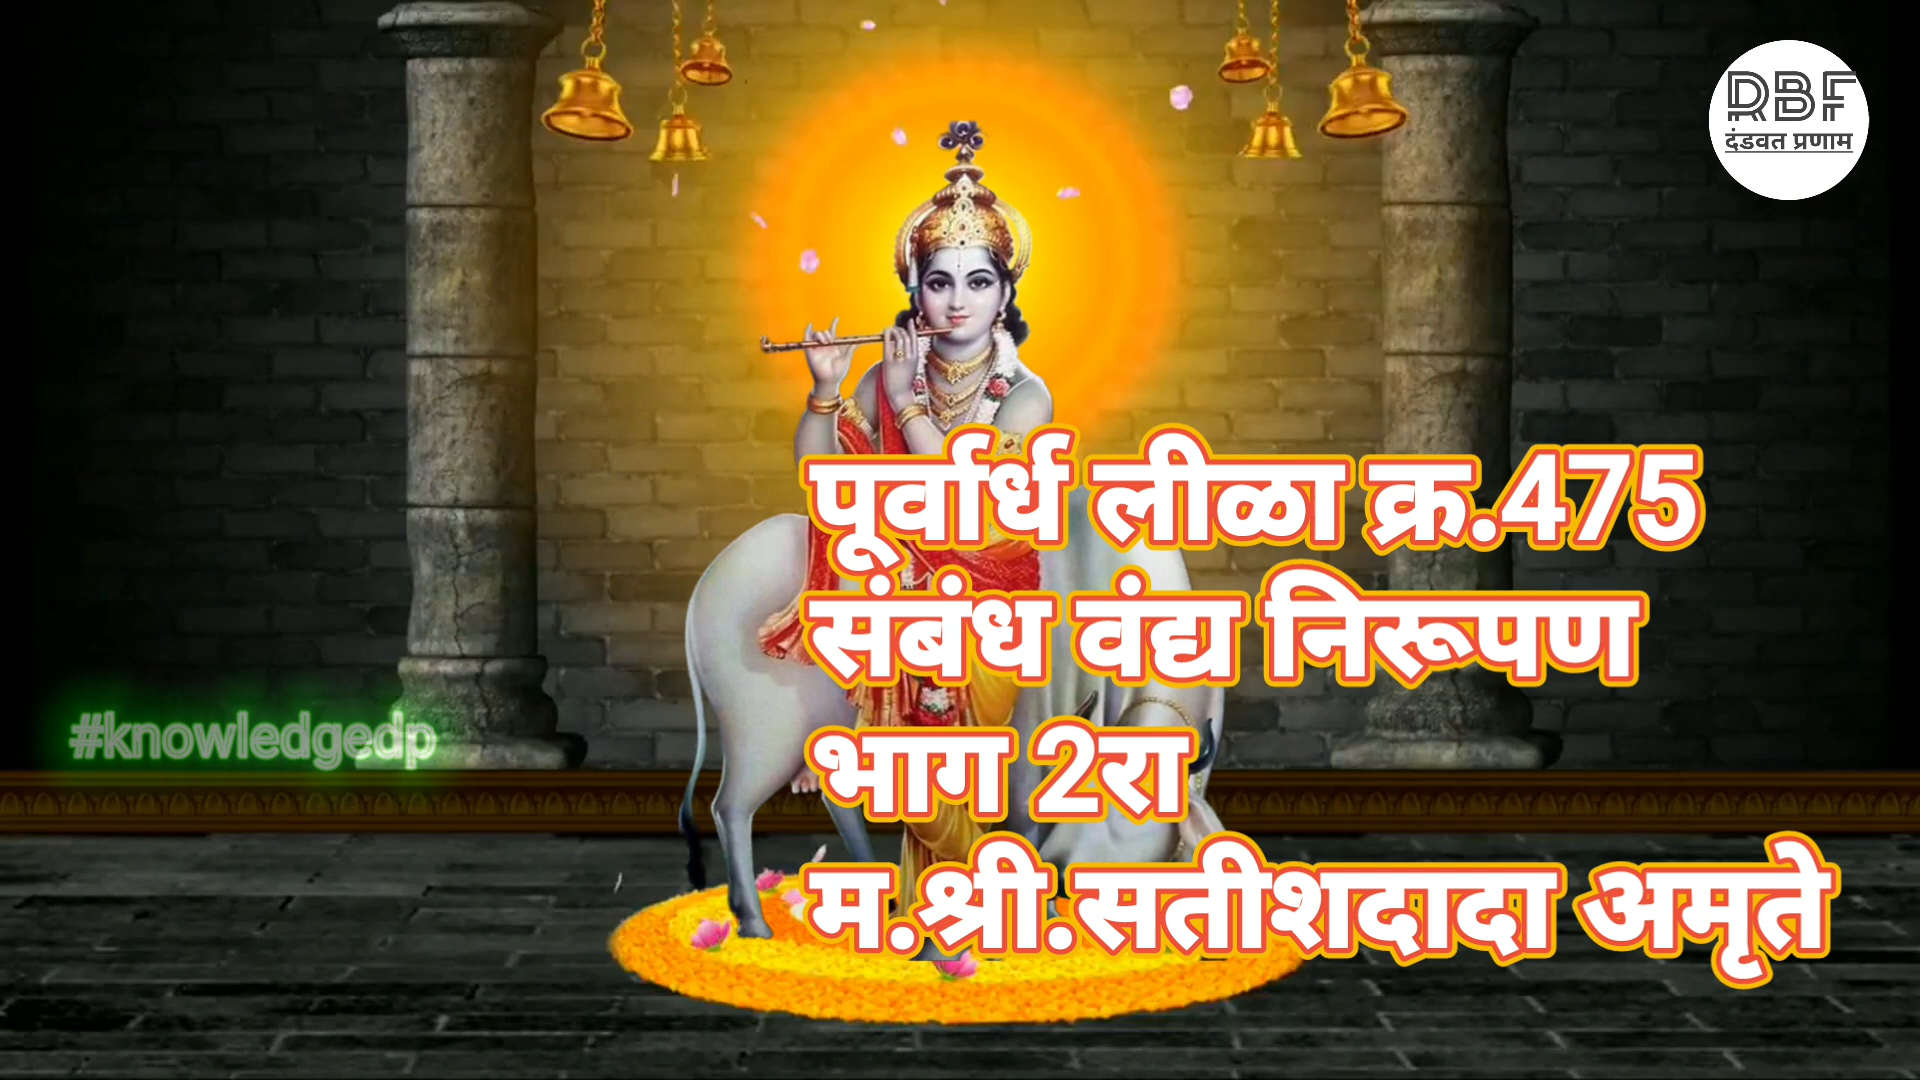 RBF
दंडवत प्रणाम
पूर्वार्ध लीळा क्र.475
संबंध वंद्य निरूपण
भाग 2रा
म.श्री.सतीशदादा अमृते
#knowledgedp